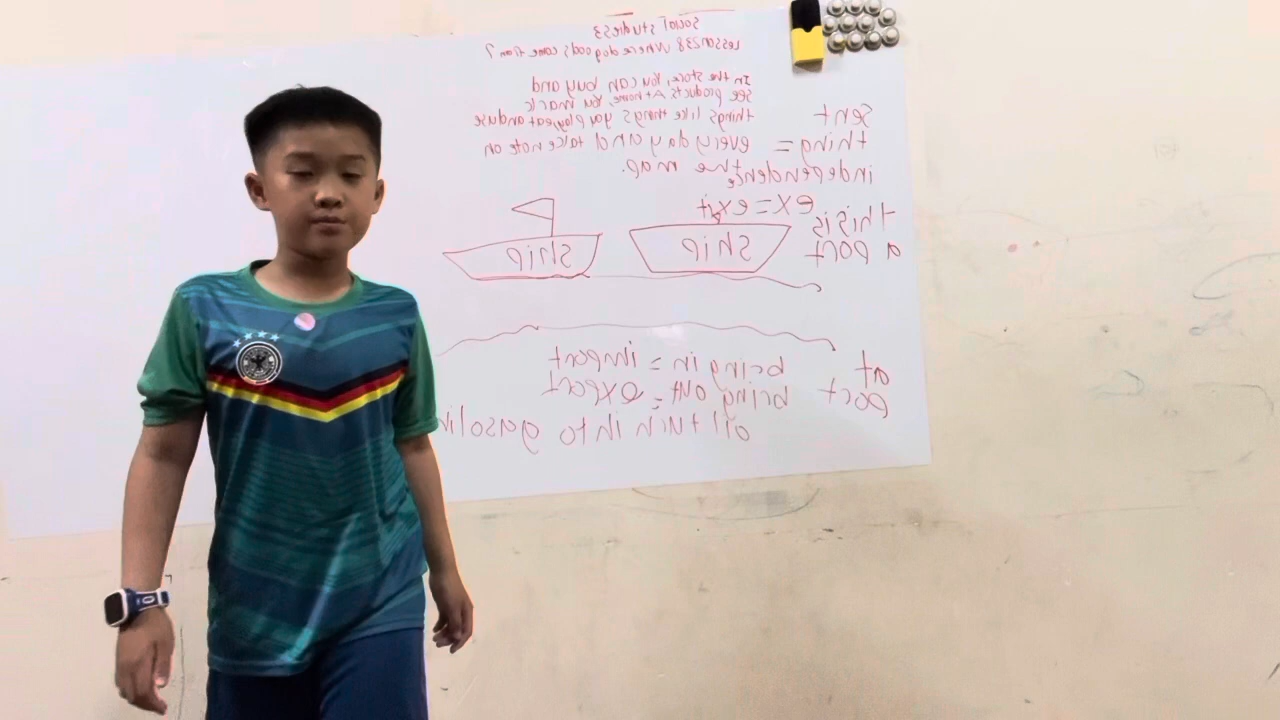 Social studies 3
Lesson 238 Where do goods come from?
In the store, You can buy and
see products. At home, You mark
things like things you play, eat and use
every day and take note on
the map.
sent
thing =
independence
ex = exit
this is
a port
ship
ship
at
port
bring in = import
bring out = export
oil turn into gasolin